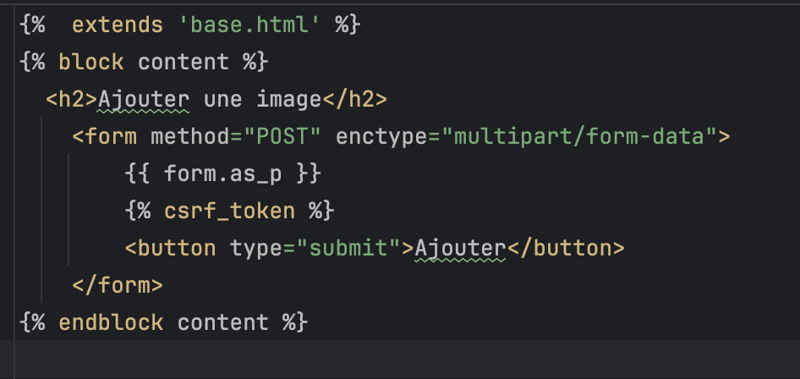 {%  extends 'base.html' %}
{% block content %}
  <h2>Ajouter une image</h2>
    <form method="POST" enctype="multipart/form-data">
        {{ form.as_p }}
        {% csrf_token %}
        <button type="submit">Ajouter</button>
    </form>
{% endblock content %}